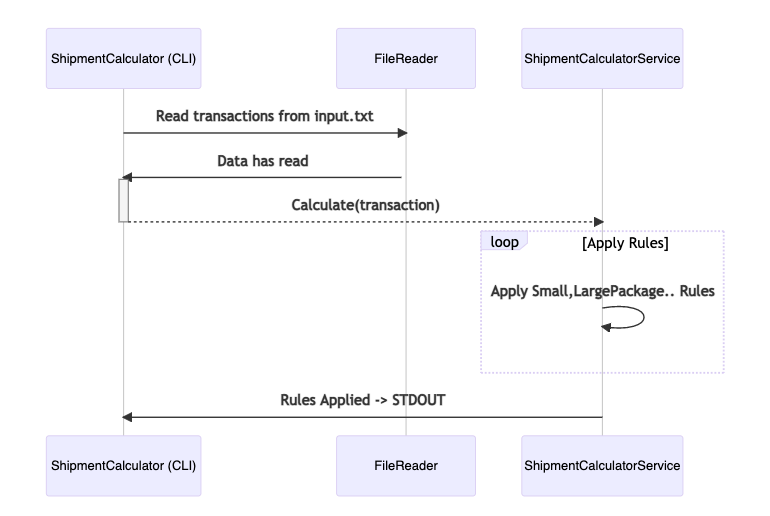 ShipmentCalculator (CLI)
FileReader
ShipmentCalculatorService
Read transactions from input.txt
Data has read
Calculate(transaction)
loop
[Apply Rules]
Apply Small,LargePackage.. Rules
Rules Applied -> STDOUT
ShipmentCalculator (CLI)
FileReader
ShipmentCalculatorService